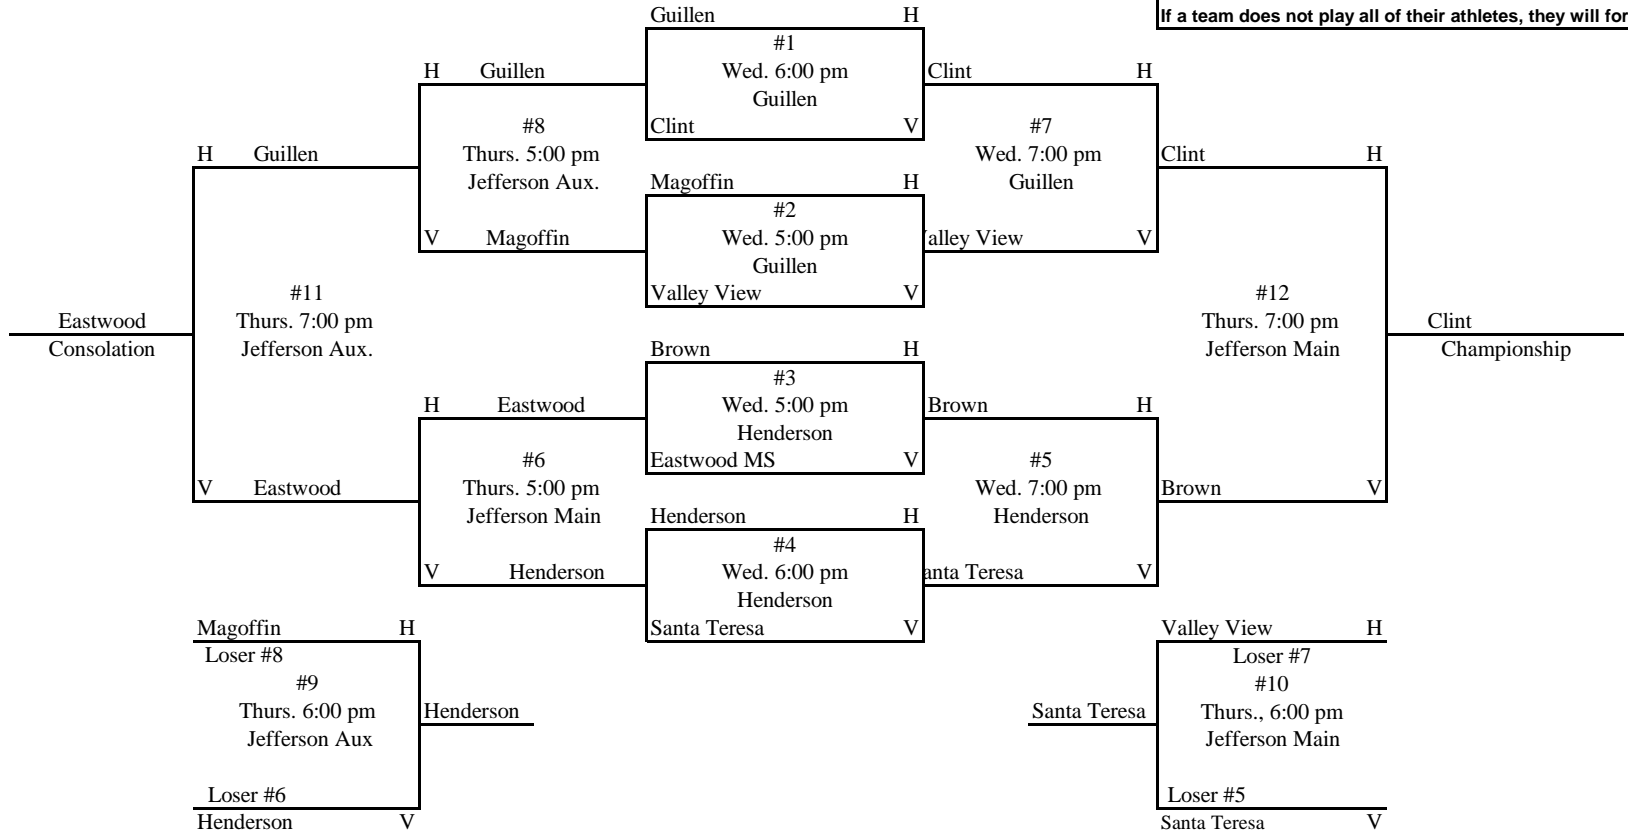 Guillen H
If a team does not play all of their athletes, they will for
#1
H Guillen
Wed. 6:00 pm
Clint H
Guillen
#8
Clint V
#7
H Guillen
Thurs. 5:00 pm
Wed. 7:00 pm
Clint H
Jefferson Aux.
Magoffin H
Guillen
#2
V Magoffin
Wed. 5:00 pm
alley View V
Guillen
#11
Valley View V
#12
Eastwood
Thurs. 7:00 pm
Thurs. 7:00 pm
Clint
Consolation
Jefferson Aux.
Brown H
Jefferson Main
Championship
#3
H Eastwood
Wed. 5:00 pm
Brown H
Henderson
#6
Eastwood MS V
#5
V Eastwood
Thurs. 5:00 pm
Wed. 7:00 pm
Brown V
Jefferson Main
Henderson H
Henderson
#4
V Henderson
Wed. 6:00 pm
anta Teresa V
Henderson
Magoffin H
Santa Teresa V
Valley View H
Loser #8
Loser #7
#9
#10
Thurs. 6:00 pm
Henderson
Santa Teresa
Thurs., 6:00 pm
Jefferson Aux
Jefferson Main
Loser #6
Loser #5
Henderson V
Santa Teresa V